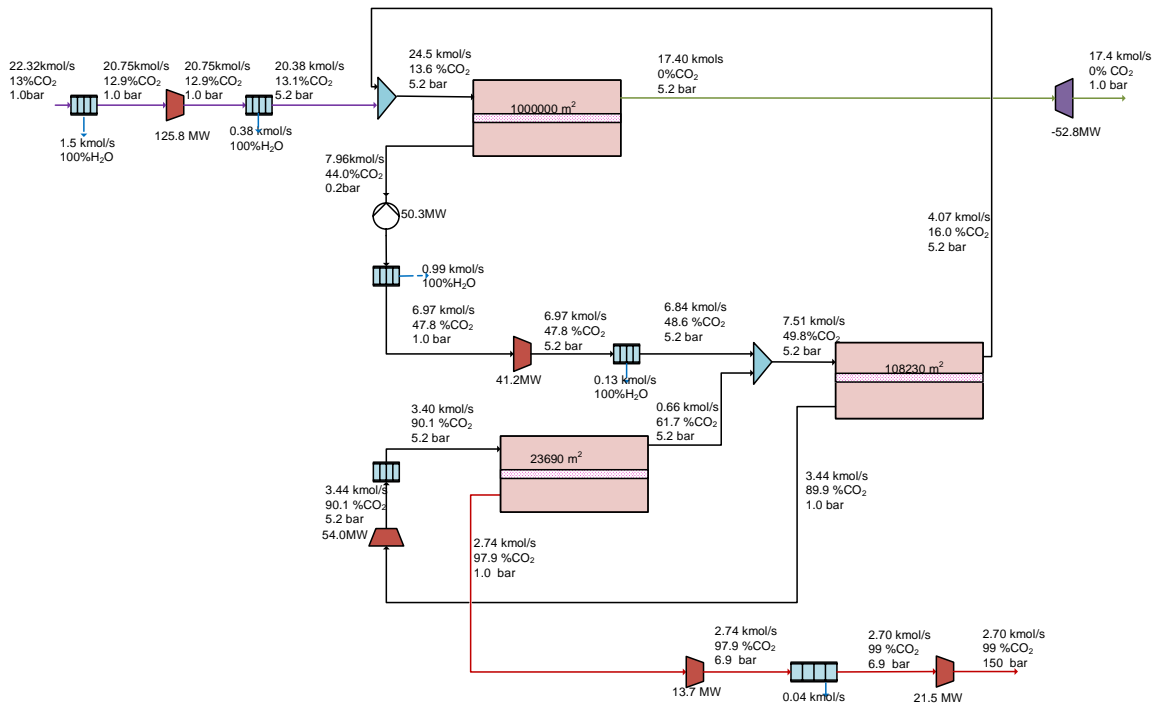 22.32kmol/s
13%CO₂
1.0bar
20.75kmol/s
12.9%CO₂
1.0 bar
20.75kmol/s
12.9%CO₂
1.0 bar
20.38 kmol/s
13.1%CO₂
5.2 bar
24.5 kmol/s
13.6 %CO₂
5.2 bar
17.40 kmols
0%CO₂
5.2 bar
17.4 kmol/s
0% CO₂
1.0 bar
1000000 m²
125.8 MW
-52.8MW
1.5 kmol/s
100%H₂O
0.38 kmol/s
100%H₂O
7.96kmol/s
44.0%CO₂
0.2bar
50.3MW
4.07 kmol/s
16.0 %CO₂
5.2 bar
0.99 kmol/s
100%H₂O
6.97 kmol/s
47.8 %CO₂
1.0 bar
6.97 kmol/s
47.8 %CO₂
5.2 bar
6.84 kmol/s
48.6 %CO₂
5.2 bar
7.51 kmol/s
49.8%CO₂
5.2 bar
108230 m²
41.2MW
0.13 kmol/s
100%H₂O
3.40 kmol/s
90.1 %CO₂
5.2 bar
0.66 kmol/s
61.7 %CO₂
5.2 bar
23690 m²
3.44 kmol/s
90.1 %CO₂
5.2 bar
54.0MW
3.44 kmol/s
89.9 %CO₂
1.0 bar
2.74 kmol/s
97.9 %CO₂
1.0 bar
2.74 kmol/s
97.9 %CO₂
6.9 bar
2.70 kmol/s
99 %CO₂
6.9 bar
2.70 kmol/s
99 %CO₂
150 bar
13.7 MW
0.04 kmol/s
21.5 MW